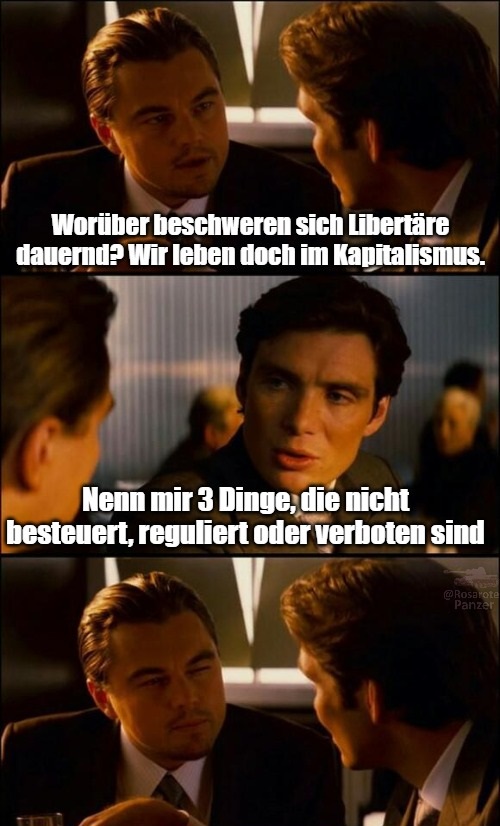 Worüber beschweren sich Libertäre
dauernd? Wir leben doch im Kapitalismus.
Nenn mir 3 Dinge, die nicht
besteuert, reguliert oder verboten sind
@Rosarote
Panzer